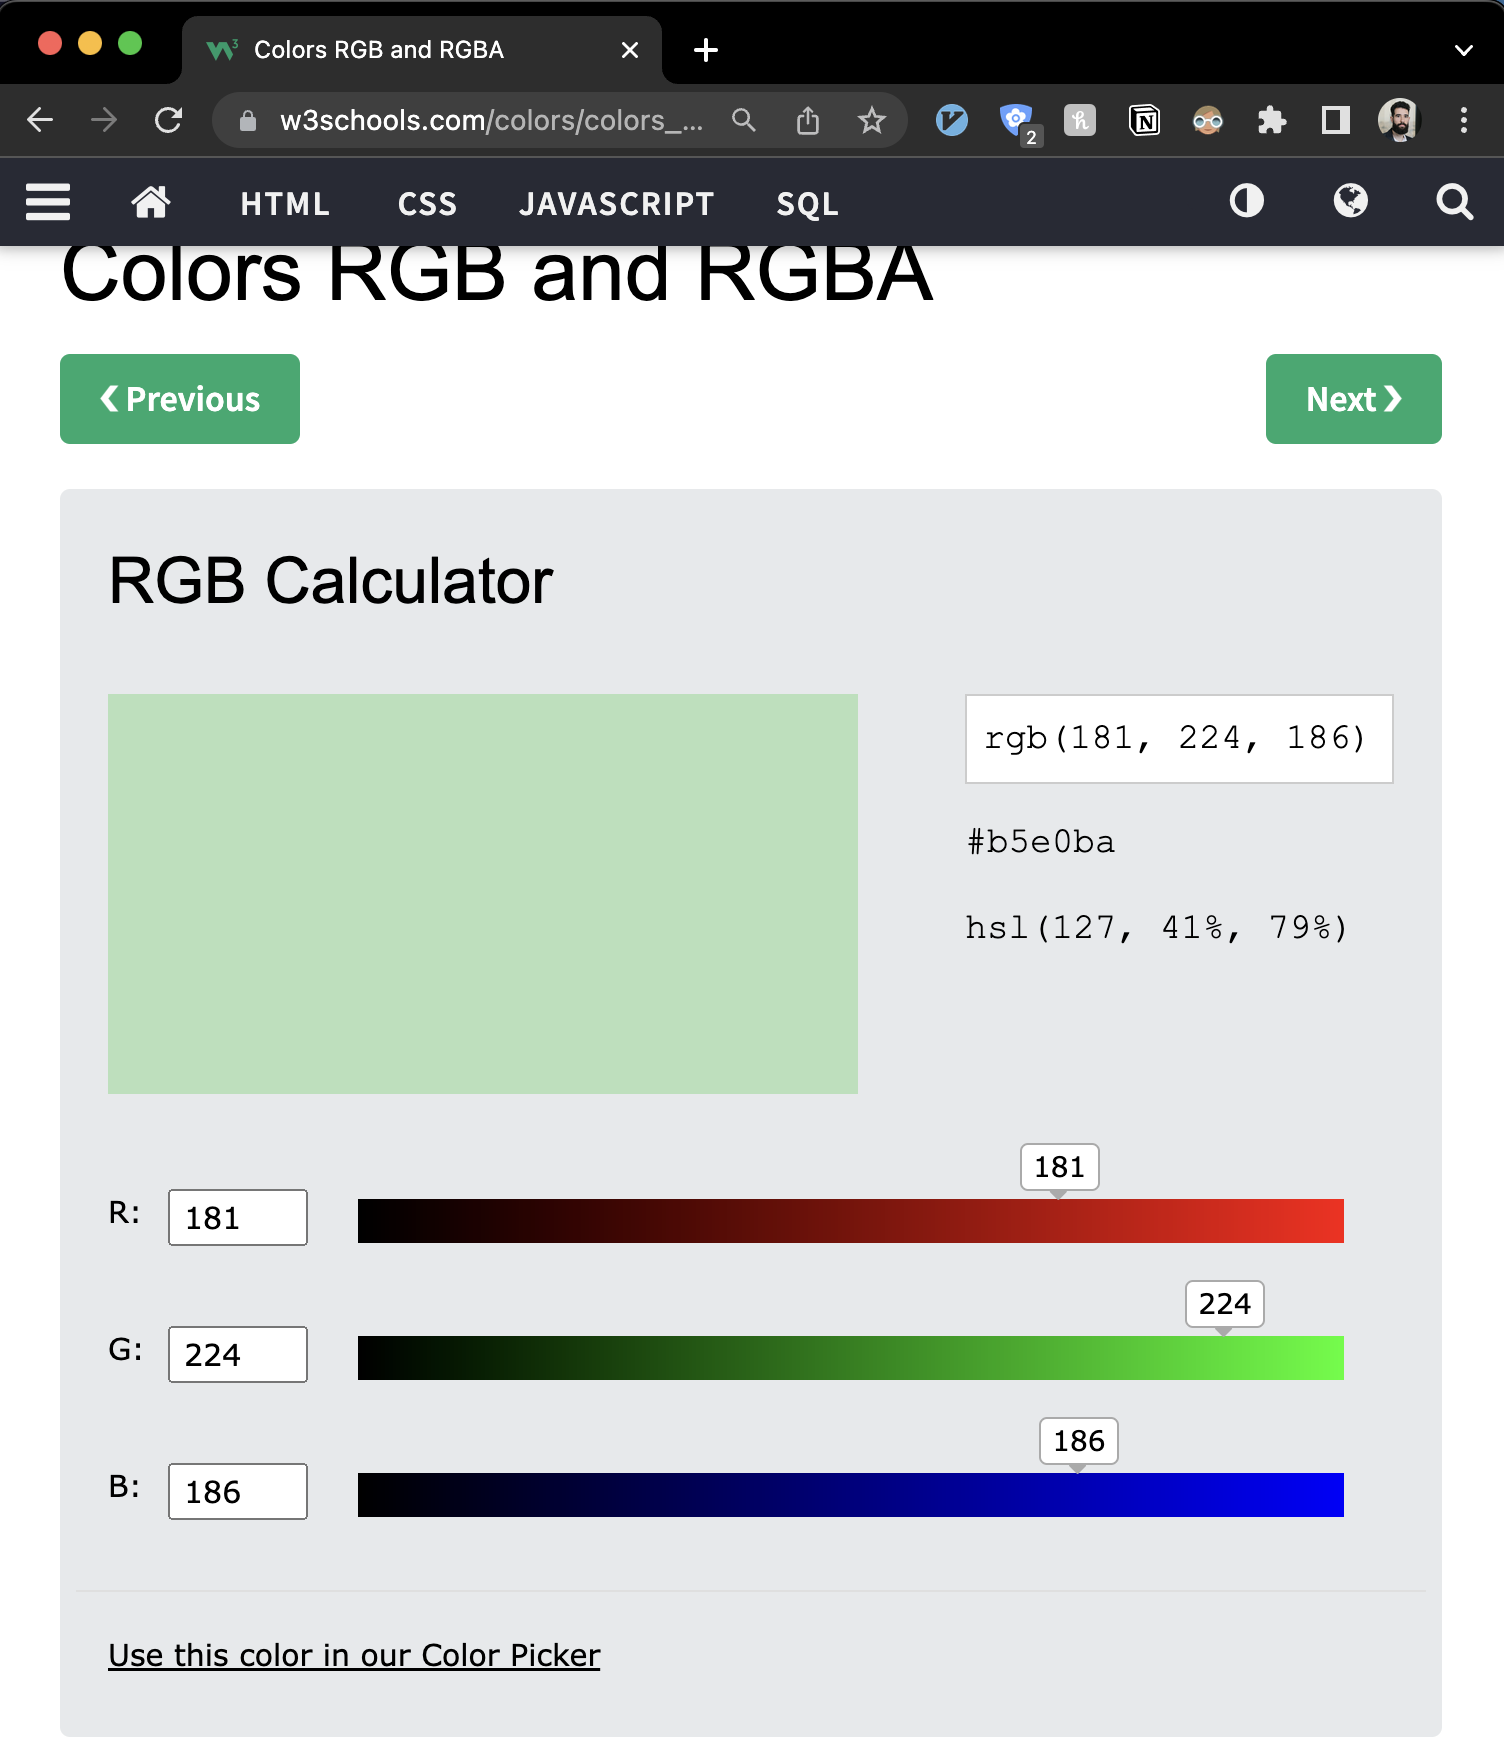 Colors RGB and RGBA
w3schools.com/colors/colors_...
2
HTML CSS JAVASCRIPT SQL
Colors RGB and RGBA
❮ Previous
Next ❯
RGB Calculator
rgb(181, 224, 186)
#b5e0ba
hsl(127, 41%, 79%)
181
R: 181
224
G: 224
186
B: 186
Use this color in our Color Picker